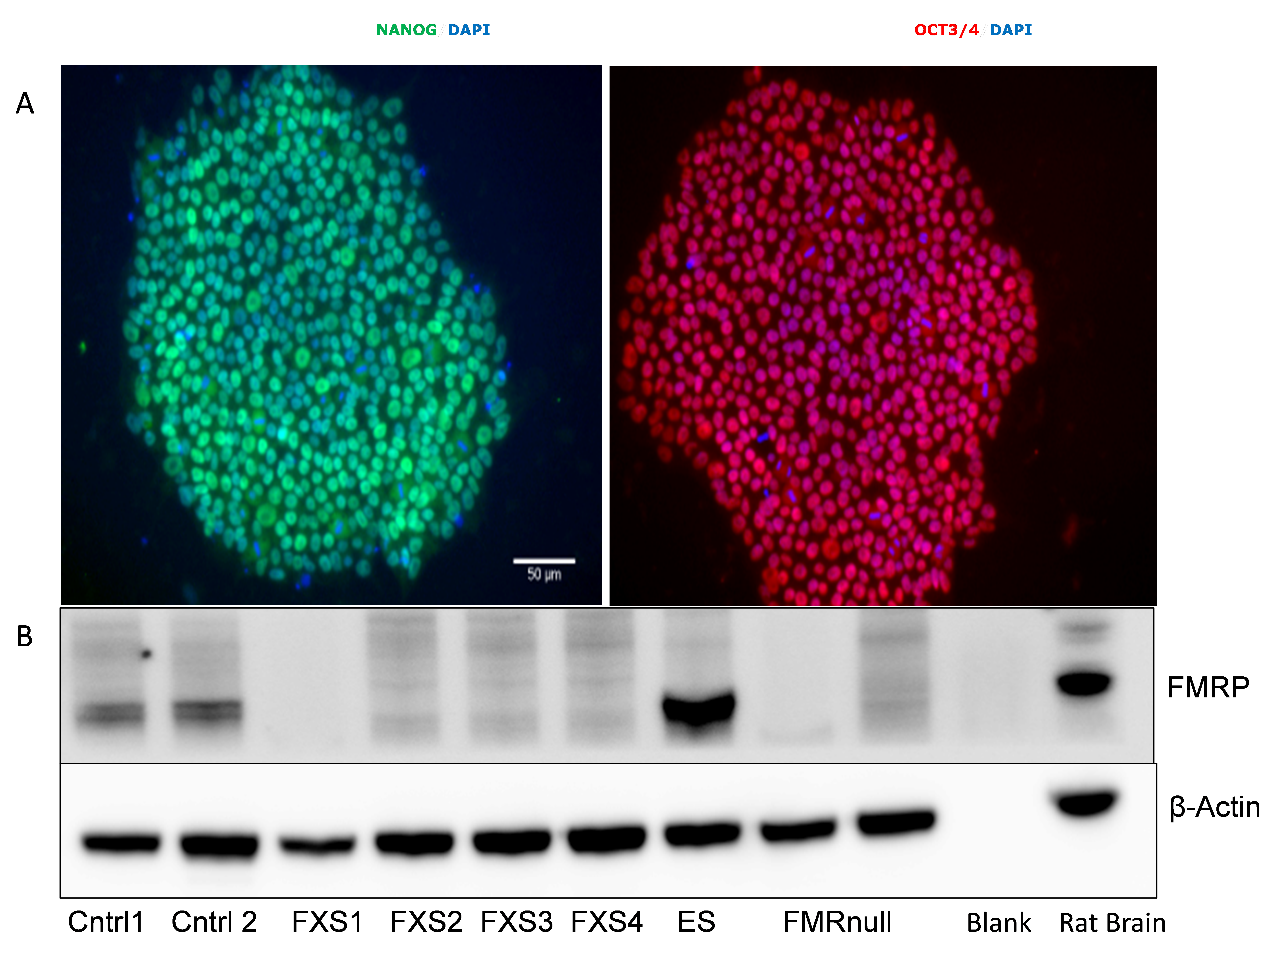 NANOG DAPI
OCT3/4 DAPI
A
50 µm
B
FMRP
β-Actin
Cntrl1 Cntrl 2 FXS1 FXS2 FXS3 FXS4 ES FMRnull Blank Rat Brain